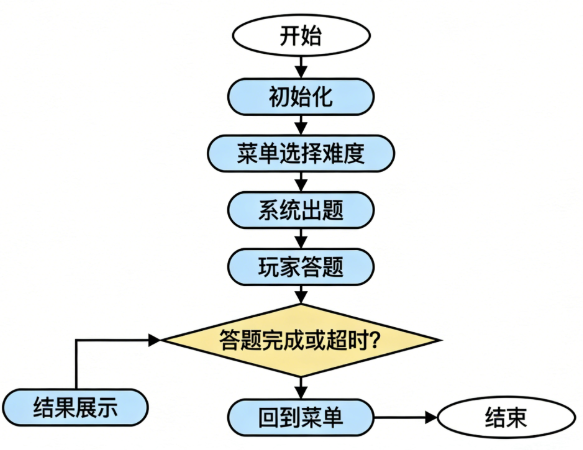 开始
初始化
菜单选择难度
系统出题
玩家答题
答题完成或超时?
结果展示
回到菜单
结束